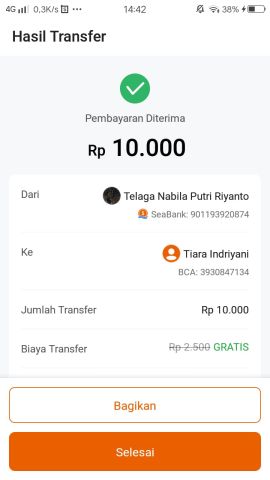 4G 0,3K/s 14:42 38%
Hasil Transfer
Pembayaran Diterima
Rp 10.000
Dari Telaga Nabila Putri Riyanto
SeaBank: 901193920874
Ke Tiara Indriyani
BCA: 3930847134
Jumlah Transfer Rp 10.000
Biaya Transfer Rp 2.500 GRATIS
Bagikan
Selesai